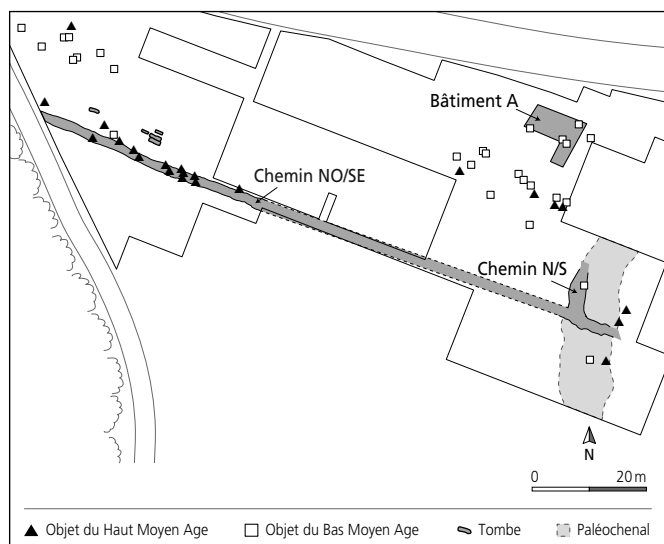 Bâtiment A
Chemin NO/SE
Chemin N/S
N
0 20 m
Objet du Haut Moyen Age Objet du Bas Moyen Age Tombe Paléochenal